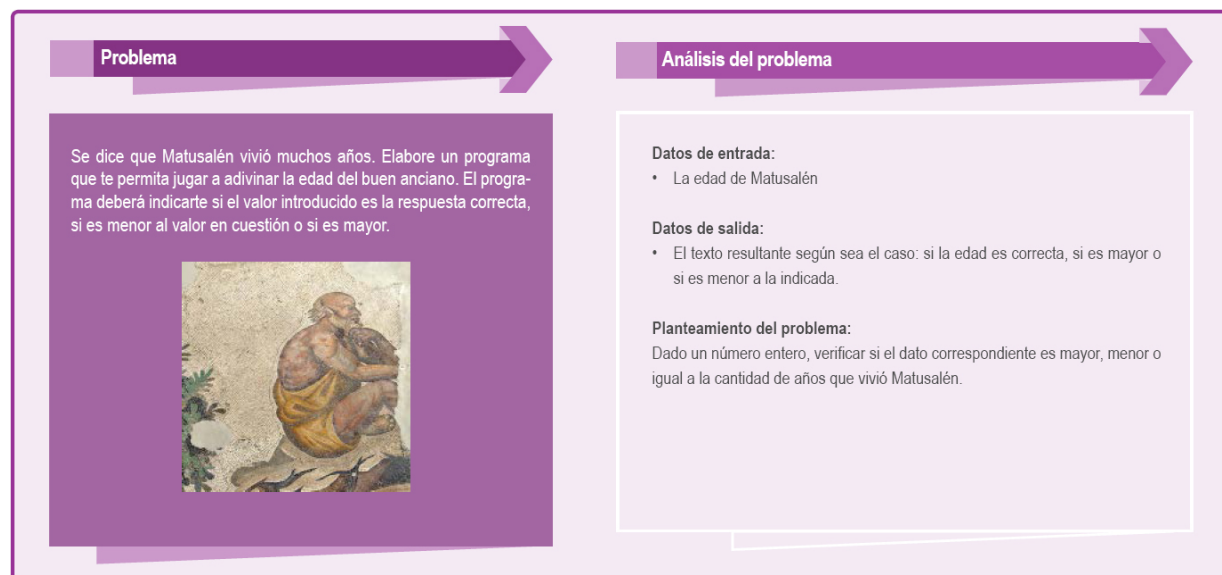 Problema
Se dice que Matusalén vivió muchos años. Elabore un programa
que te permita jugar a adivinar la edad del buen anciano. El progra-
ma deberá indicarte si el valor introducido es la respuesta correcta,
si es menor al valor en cuestión o si es mayor.
Análisis del problema
Datos de entrada:
• La edad de Matusalén
Datos de salida:
• El texto resultante según sea el caso: si la edad es correcta, si es mayor o
si es menor a la indicada.
Planteamiento del problema:
Dado un número entero, verificar si el dato correspondiente es mayor, menor o
igual a la cantidad de años que vivió Matusalén.